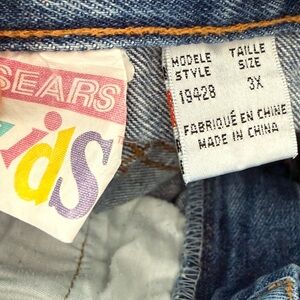 SEARS
Kids
MODELE TAILLE
STYLE SIZE
19428 3X
FABRIQUÉ EN CHINE
MADE IN CHINA